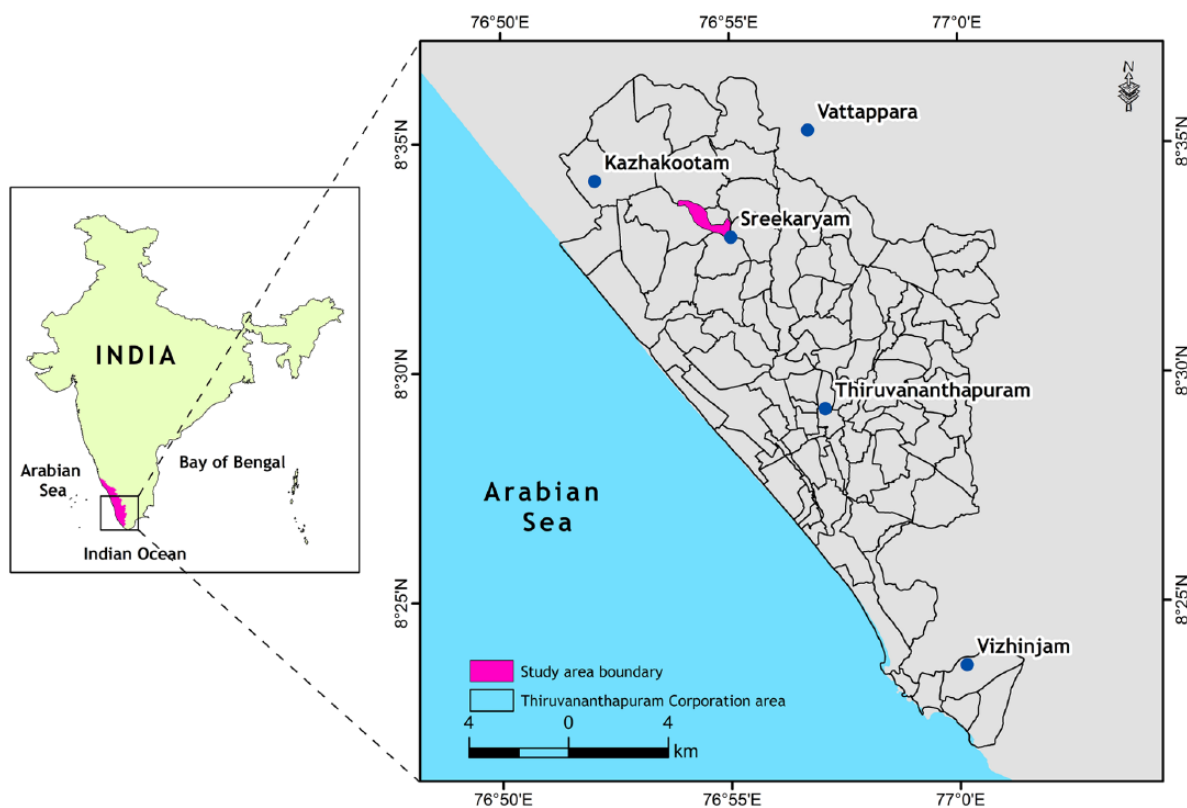 76°50'E
76°55'E
77°0'E
N
Vattappara
8°35'N
8°35'N
Kazhakootam
Sreekaryam
INDIA
8°30'N
8°30'N
Thiruvananthapuram
Arabian
Sea
Bay of Bengal
Arabian
Sea
Indian Ocean
8°25'N
8°25'N
Vizhinjam
Study area boundary
Thiruvananthapuram Corporation area
4 0 4
km
76°50'E
76°55'E
77°0'E